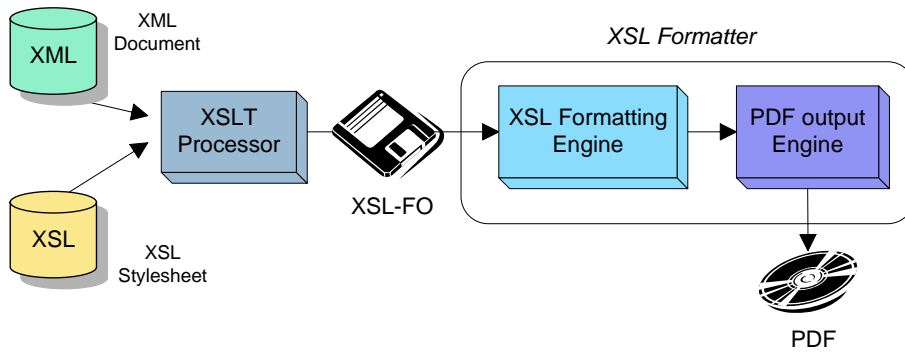 XML
XML
Document
XSL Formatter
XSLT
Processor
XSL-FO
XSL Formatting
Engine
PDF output
Engine
XSL
XSL
Stylesheet
PDF